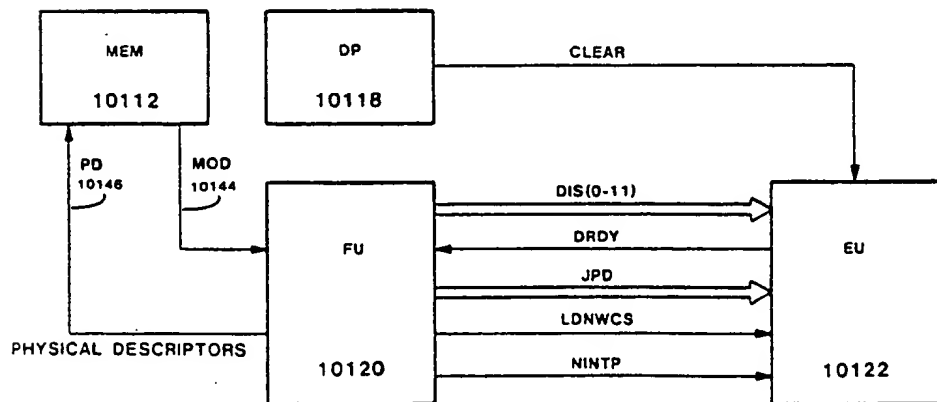 MEM
10112
DP
10118
CLEAR
PD
10146
MOD
10144
FU
10120
DIS(0-11)
DRDY
JPD
LDNWCS
NINTP
EU
10122
PHYSICAL DESCRIPTORS